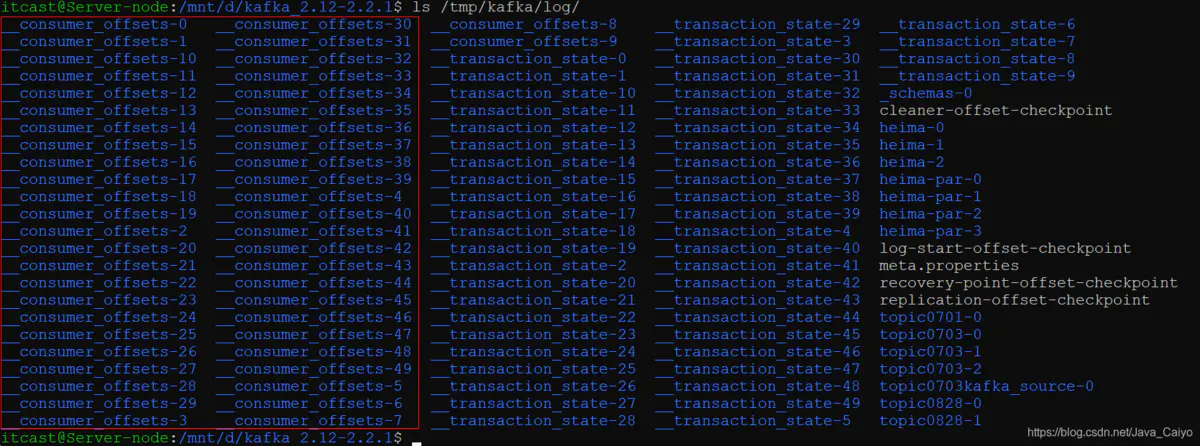 itcast@Server-node:/mnt/d/kafka_2.12-2.2.1$ ls /tmp/kafka/log/
__consumer_offsets-0 __consumer_offsets-30 __consumer_offsets-8 __transaction_state-29 __transaction_state-6
__consumer_offsets-1 __consumer_offsets-31 __consumer_offsets-9 __transaction_state-3 __transaction_state-7
__consumer_offsets-10 __consumer_offsets-32 __transaction_state-0 __transaction_state-30 __transaction_state-8
__consumer_offsets-11 __consumer_offsets-33 __transaction_state-1 __transaction_state-31 __transaction_state-9
__consumer_offsets-12 __consumer_offsets-34 __transaction_state-10 __transaction_state-32 _schemas-0
__consumer_offsets-13 __consumer_offsets-35 __transaction_state-11 __transaction_state-33 cleaner-offset-checkpoint
__consumer_offsets-14 __consumer_offsets-36 __transaction_state-12 __transaction_state-34 heima-0
__consumer_offsets-15 __consumer_offsets-37 __transaction_state-13 __transaction_state-35 heima-1
__consumer_offsets-16 __consumer_offsets-38 __transaction_state-14 __transaction_state-36 heima-2
__consumer_offsets-17 __consumer_offsets-39 __transaction_state-15 __transaction_state-37 heima-par-0
__consumer_offsets-18 __consumer_offsets-4 __transaction_state-16 __transaction_state-38 heima-par-1
__consumer_offsets-19 __consumer_offsets-40 __transaction_state-17 __transaction_state-39 heima-par-2
__consumer_offsets-2 __consumer_offsets-41 __transaction_state-18 __transaction_state-4 heima-par-3
__consumer_offsets-20 __consumer_offsets-42 __transaction_state-19 __transaction_state-40 log-start-offset-checkpoint
__consumer_offsets-21 __consumer_offsets-43 __transaction_state-2 __transaction_state-41 meta.properties
__consumer_offsets-22 __consumer_offsets-44 __transaction_state-20 __transaction_state-42 recovery-point-offset-checkpoint
__consumer_offsets-23 __consumer_offsets-45 __transaction_state-21 __transaction_state-43 replication-offset-checkpoint
__consumer_offsets-24 __consumer_offsets-46 __transaction_state-22 __transaction_state-44 topic0701-0
__consumer_offsets-25 __consumer_offsets-47 __transaction_state-23 __transaction_state-45 topic0703-0
__consumer_offsets-26 __consumer_offsets-48 __transaction_state-24 __transaction_state-46 topic0703-1
__consumer_offsets-27 __consumer_offsets-49 __transaction_state-25 __transaction_state-47 topic0703-2
__consumer_offsets-28 __consumer_offsets-5 __transaction_state-26 __transaction_state-48 topic0703kafka_source-0
__consumer_offsets-29 __consumer_offsets-6 __transaction_state-27 __transaction_state-49 topic0828-0
__consumer_offsets-3 __consumer_offsets-7 __transaction_state-28 __transaction_state-5 topic0828-1
itcast@Server-node:/mnt/d/kafka_2.12-2.2.1$
https://blog.csdn.net/Java_Caiyo